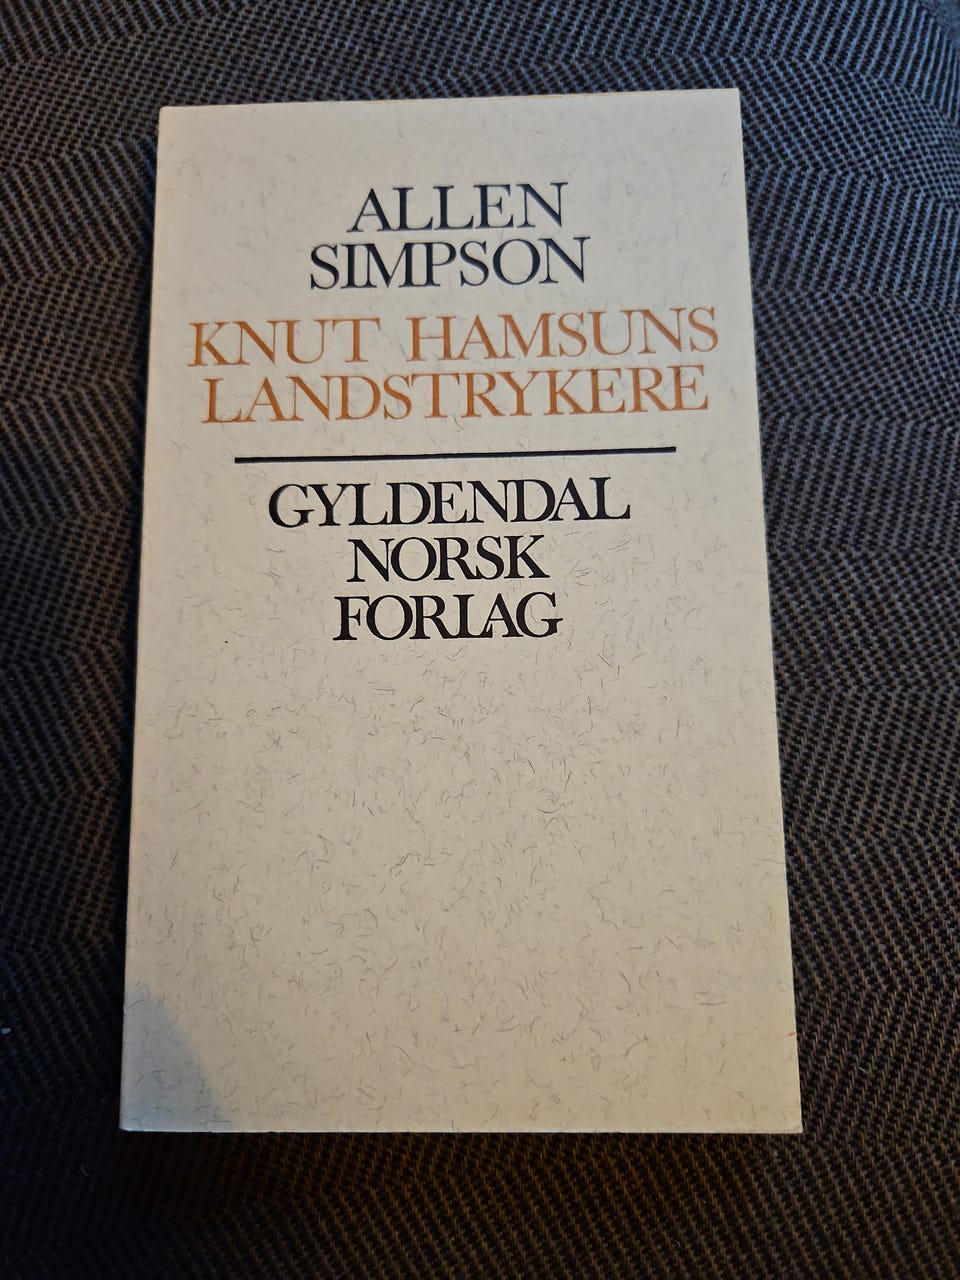 ALLEN
SIMPSON
KNUT HAMSUNS
LANDSTRYKERE
GYLDENDAL
NORSK
FORLAG